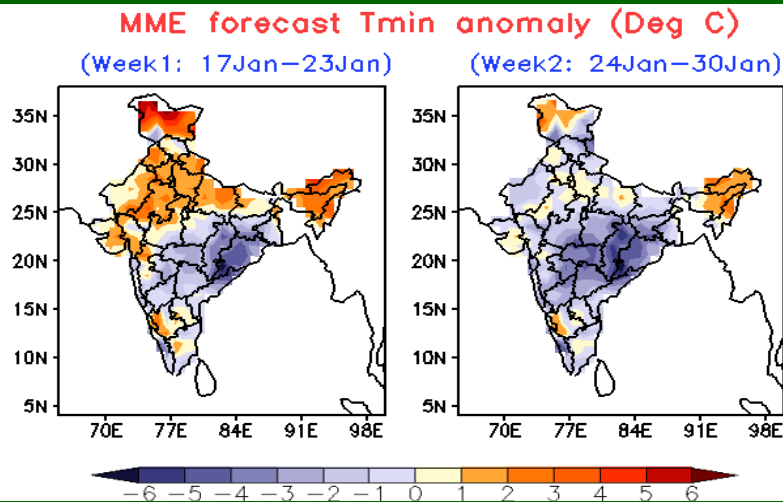 MME forecast Tmin anomaly (Deg C)
(Week1: 17Jan–23Jan) (Week2: 24Jan–30Jan)
35N 35N
30N 30N
25N 25N
20N 20N
15N 15N
10N 10N
5N 5N
70E 77E 84E 91E 98E 70E 77E 84E 91E 98E
–6 –5 –4 –3 –2 –1 0 1 2 3 4 5 6